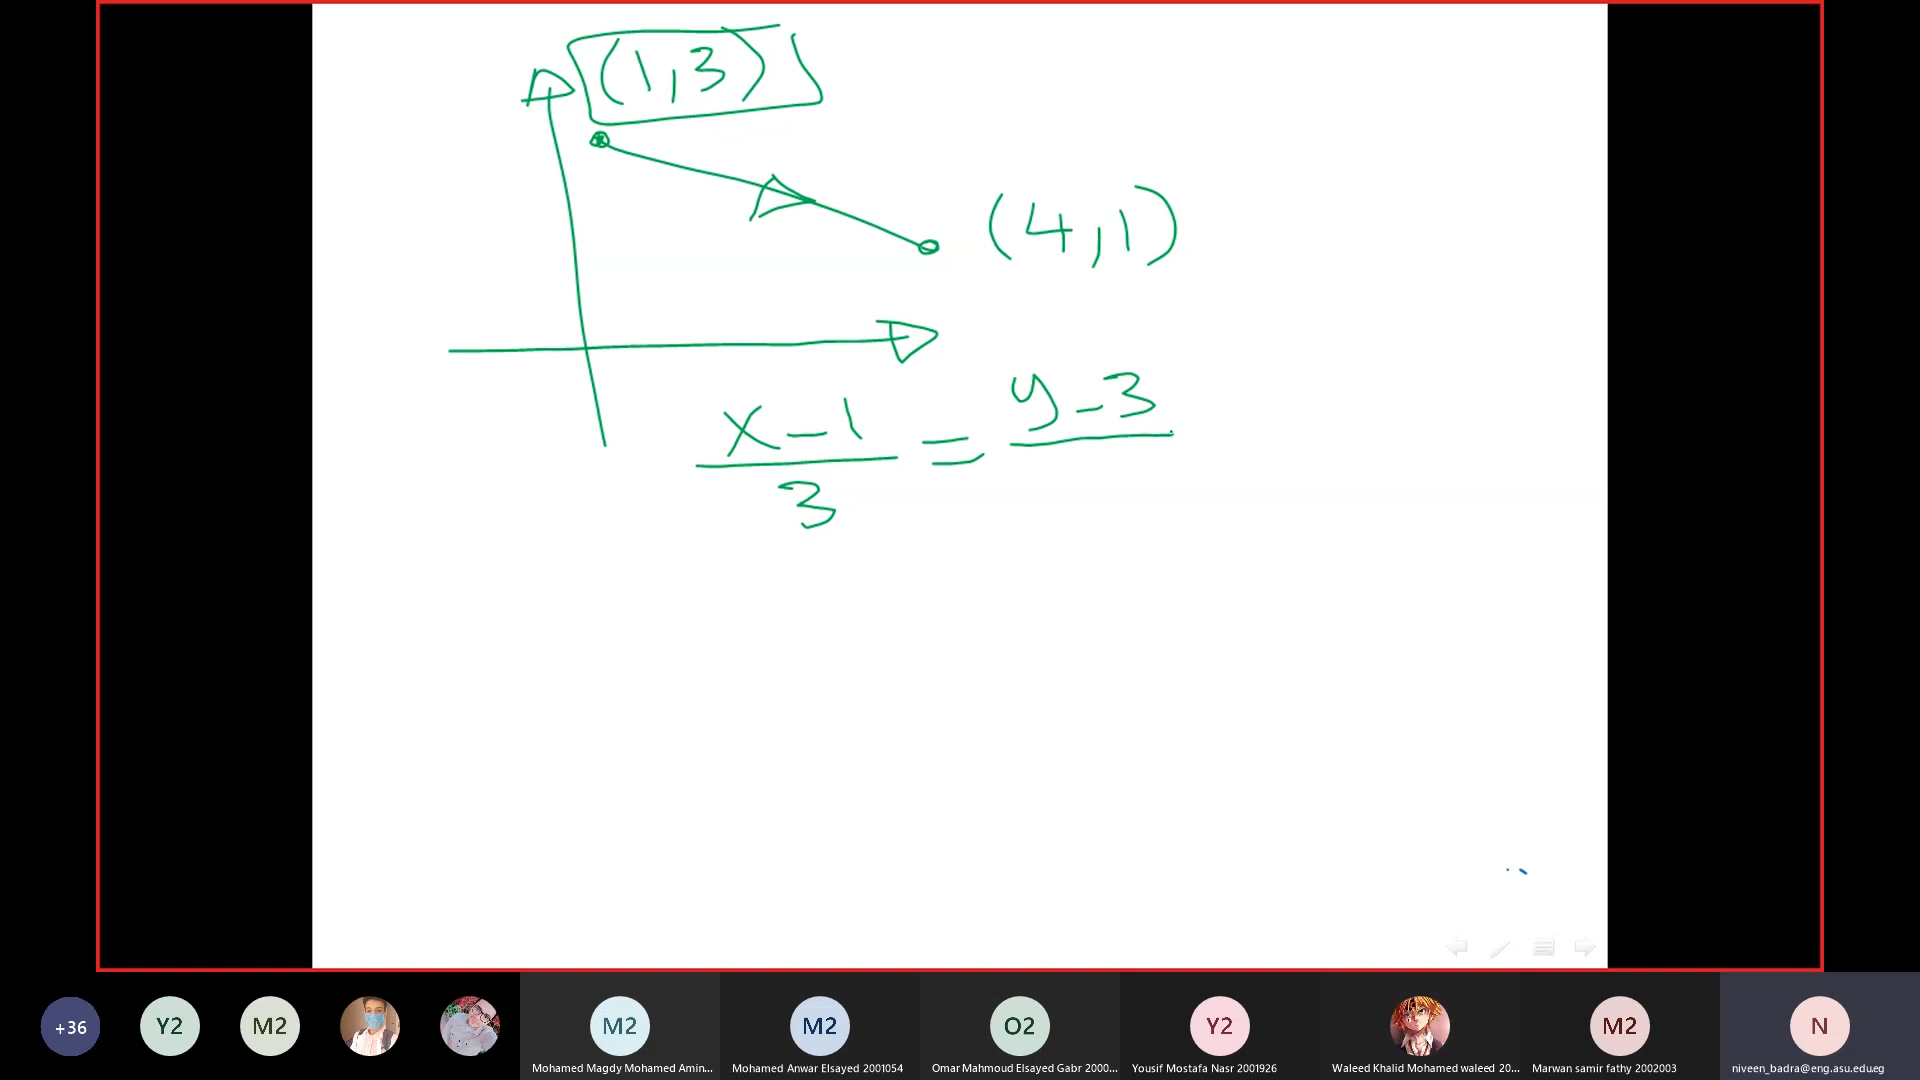 (1,3)
(4,1)
x-1 = y-3
3
+36
Y2
M2
M2
M2
O2
Y2
M2
N
Mohamed Magdy Mohamed Amin...
Mohamed Anwar Elsayed 2001054
Omar Mahmoud Elsayed Gabr 2000...
Yousif Mostafa Nasr 2001926
Waleed Khalid Mohamed waleed 20...
Marwan samir fathy 2002003
niveen_badra@eng.asu.edu.eg